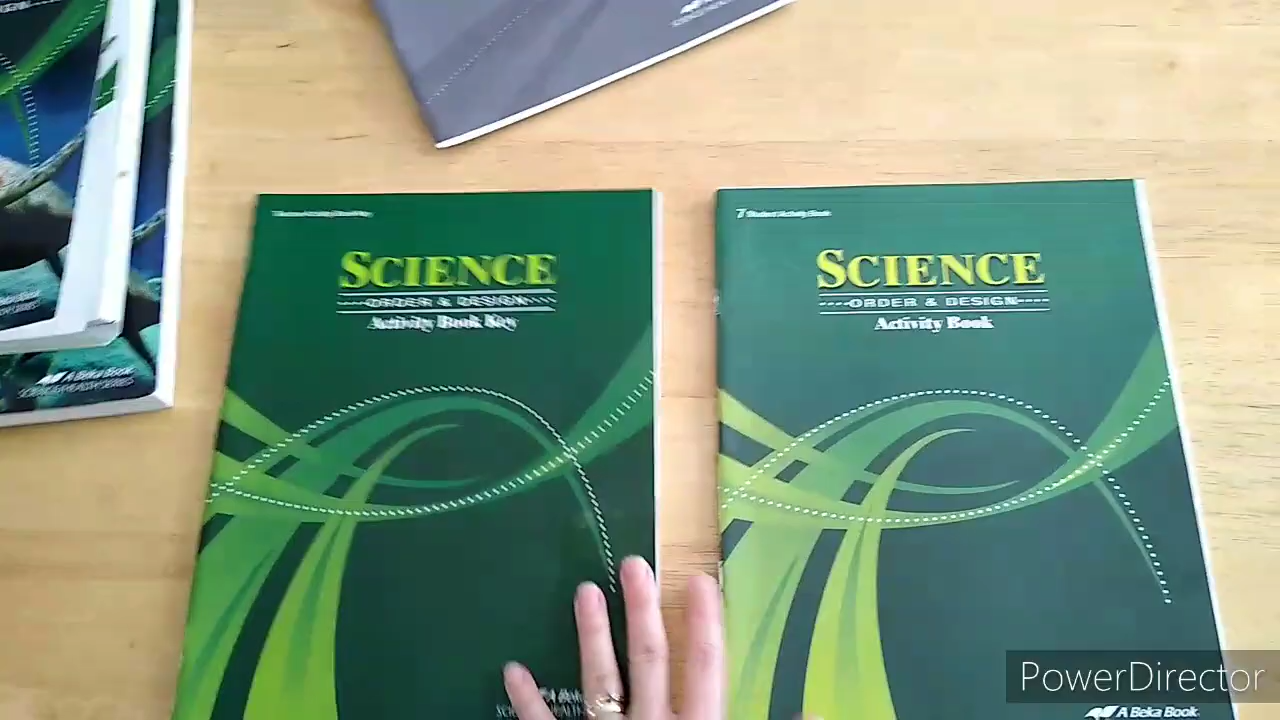 SCIENCE
ORDER & DESIGN
Activity Book Key
7 Student Activity Book
SCIENCE
ORDER & DESIGN
Activity Book
A Beka Book
A Beka Book
PowerDirector